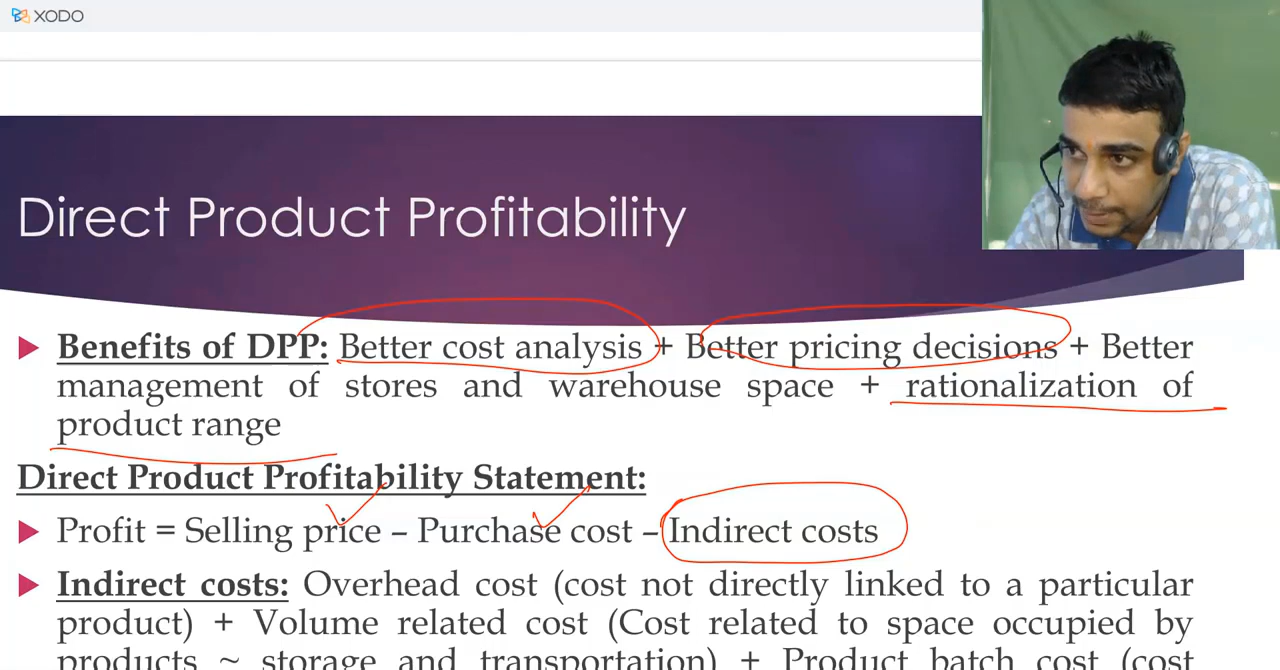 XODO
Direct Product Profitability
Benefits of DPP: Better cost analysis + Better pricing decisions + Better
management of stores and warehouse space + rationalization of
product range
Direct Product Profitability Statement:
Profit = Selling price – Purchase cost – Indirect costs
Indirect costs: Overhead cost (cost not directly linked to a particular
product) + Volume related cost (Cost related to space occupied by
products ~ storage and transportation) + Product batch cost (cost